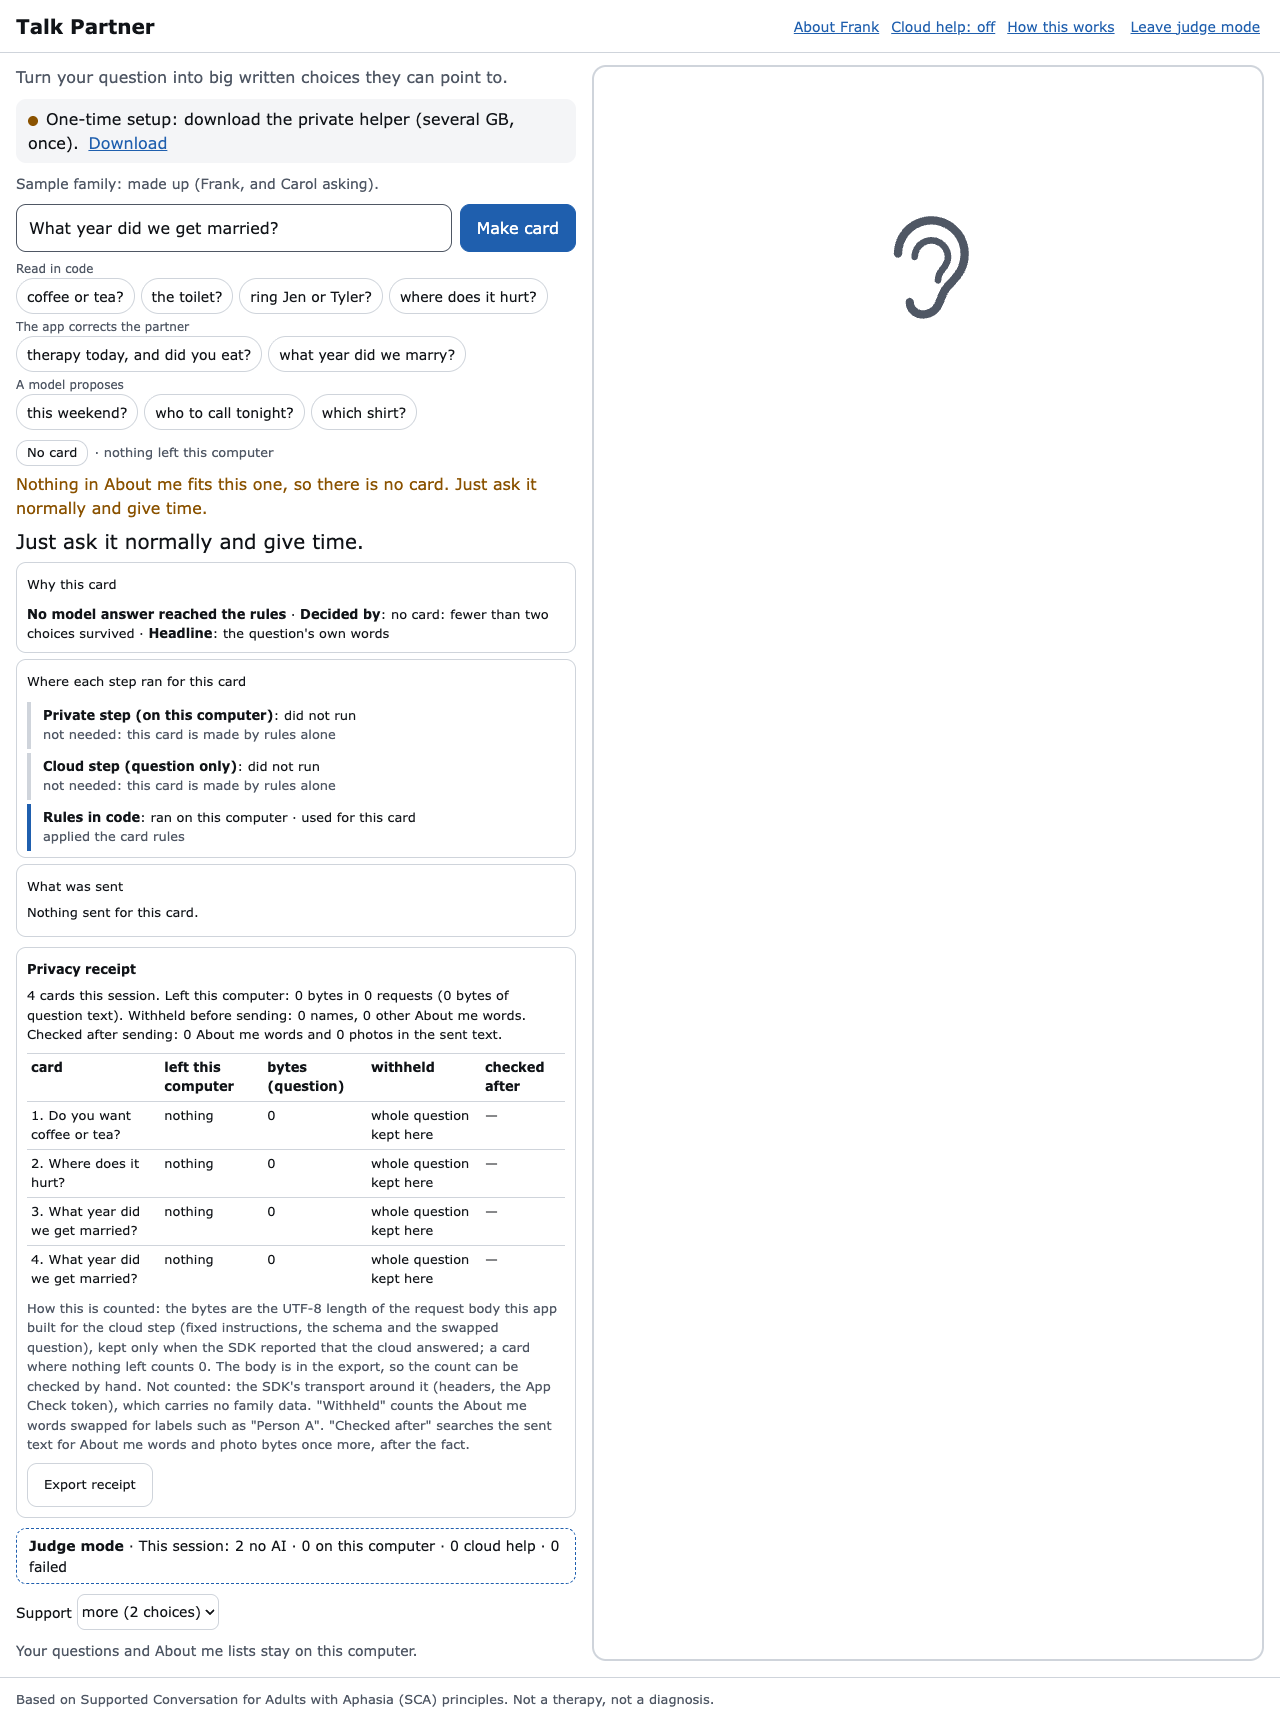 Talk Partner
About Frank Cloud help: off How this works Leave judge mode
Turn your question into big written choices they can point to.
One-time setup: download the private helper (several GB,
once). Download
Sample family: made up (Frank, and Carol asking).
What year did we get married? Make card
Read in code
coffee or tea? the toilet? ring Jen or Tyler? where does it hurt?
The app corrects the partner
therapy today, and did you eat? what year did we marry?
A model proposes
this weekend? who to call tonight? which shirt?
No card · nothing left this computer
Nothing in About me fits this one, so there is no card. Just ask it
normally and give time.
Just ask it normally and give time.
Why this card
No model answer reached the rules · Decided by: no card: fewer than two
choices survived · Headline: the question's own words
Where each step ran for this card
Private step (on this computer): did not run
not needed: this card is made by rules alone
Cloud step (question only): did not run
not needed: this card is made by rules alone
Rules in code: ran on this computer · used for this card
applied the card rules
What was sent
Nothing sent for this card.
Privacy receipt
4 cards this session. Left this computer: 0 bytes in 0 requests (0 bytes of
question text). Withheld before sending: 0 names, 0 other About me words.
Checked after sending: 0 About me words and 0 photos in the sent text.
card left this bytes withheld checked
computer (question) after
1. Do you want nothing 0 whole question —
coffee or tea? kept here
2. Where does it nothing 0 whole question —
hurt? kept here
3. What year did nothing 0 whole question —
we get married? kept here
4. What year did nothing 0 whole question —
we get married? kept here
How this is counted: the bytes are the UTF-8 length of the request body this app
built for the cloud step (fixed instructions, the schema and the swapped
question), kept only when the SDK reported that the cloud answered; a card
where nothing left counts 0. The body is in the export, so the count can be
checked by hand. Not counted: the SDK's transport around it (headers, the App
Check token), which carries no family data. "Withheld" counts the About me
words swapped for labels such as "Person A". "Checked after" searches the sent
text for About me words and photo bytes once more, after the fact.
Export receipt
Judge mode · This session: 2 no AI · 0 on this computer · 0 cloud help · 0
failed
Support more (2 choices)
Your questions and About me lists stay on this computer.
Based on Supported Conversation for Adults with Aphasia (SCA) principles. Not a therapy, not a diagnosis.